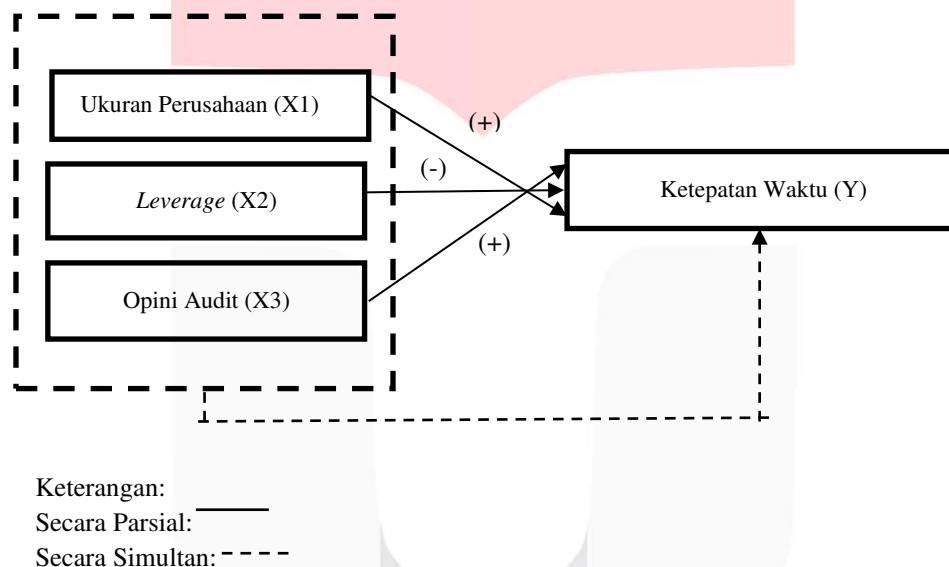 Ukuran Perusahaan (X1)
(+)
(-)
Leverage (X2)
Ketepatan Waktu (Y)
(+)
Opini Audit (X3)
Keterangan:
Secara Parsial:
Secara Simultan: